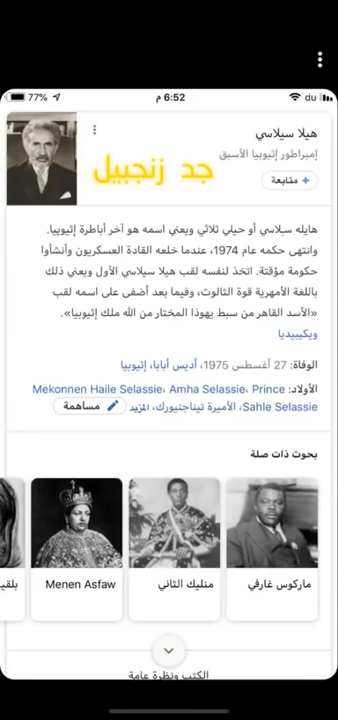 77%
6:52 م
du
هيلا سيلاسي
إمبراطور إثيوبيا الأسبق
+ متابعة
جد زنجبيل
هايله سيلاسي أو حيلي ثلاثي ويعني اسمه هو آخر أباطرة إثيوبيا.
وانتهى حكمه عام 1974، عندما خلعه القادة العسكريون وأنشأوا
حكومة مؤقتة. اتخذ لنفسه لقب هيلا سيلاسي الأول ويعني ذلك
باللغة الأمهرية قوة الثالوث، وفيما بعد أضفى على اسمه لقب
«الأسد القاهر من سبط يهوذا المختار من الله ملك إثيوبيا».
ويكيبيديا
الوفاة: 27 أغسطس 1975، أديس أبابا، إثيوبيا
الأولاد: Mekonnen Haile Selassie، Amha Selassie، Prince
Sahle Selassie، الأميرة تيناجنيورك، المزيد
مساهمة
بحوث ذات صلة
ماركوس غارفي
منليك الثاني
Menen Asfaw
بلقي
الكتب ونظرة عامة